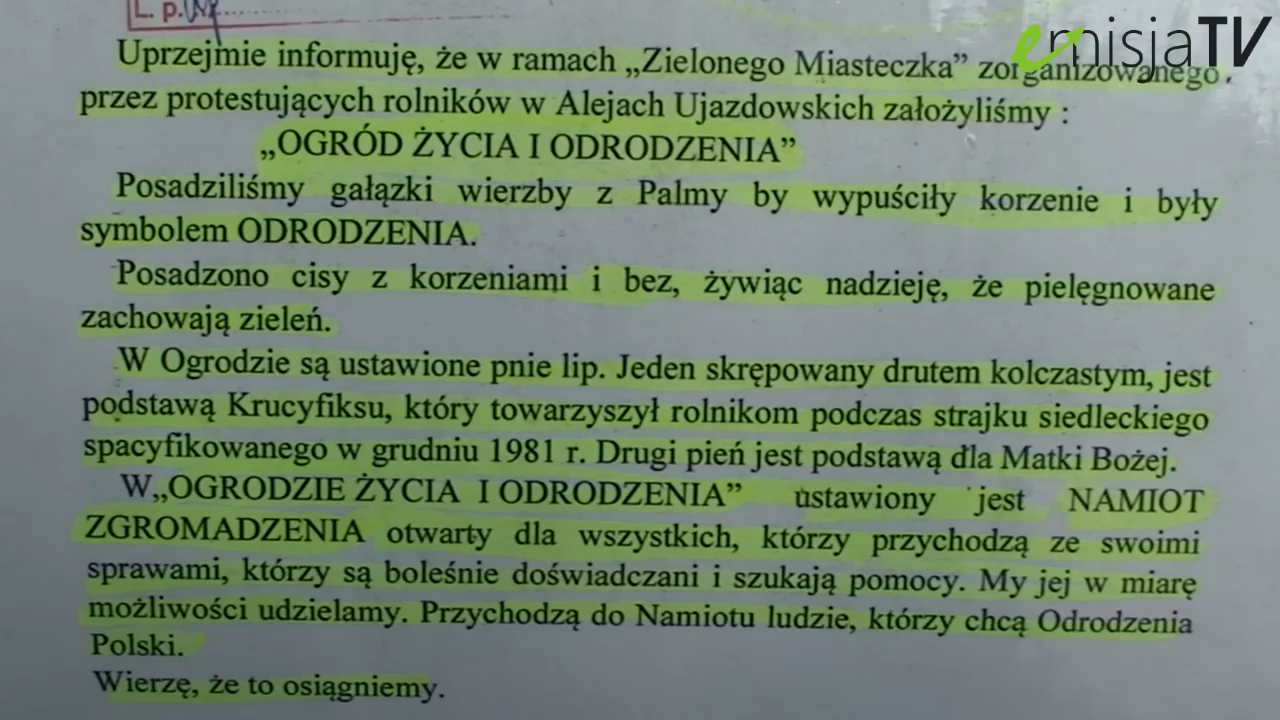 L. p.
emisjaTV
Uprzejmie informuję, że w ramach „Zielonego Miasteczka” zorganizowanego
przez protestujących rolników w Alejach Ujazdowskich założyliśmy :
„OGRÓD ŻYCIA I ODRODZENIA”
Posadziliśmy gałązki wierzby z Palmy by wypuściły korzenie i były
symbolem ODRODZENIA.
Posadzono cisy z korzeniami i bez, żywiąc nadzieję, że pielęgnowane
zachowają zieleń.
W Ogrodzie są ustawione pnie lip. Jeden skrępowany drutem kolczastym, jest
podstawą Krucyfiksu, który towarzyszył rolnikom podczas strajku siedleckiego
spacyfikowanego w grudniu 1981 r. Drugi pień jest podstawą dla Matki Bożej.
W„OGRODZIE ŻYCIA I ODRODZENIA” ustawiony jest NAMIOT
ZGROMADZENIA otwarty dla wszystkich, którzy przychodzą ze swoimi
sprawami, którzy są boleśnie doświadczani i szukają pomocy. My jej w miarę
możliwości udzielamy. Przychodzą do Namiotu ludzie, którzy chcą Odrodzenia
Polski.
Wierzę, że to osiągniemy.